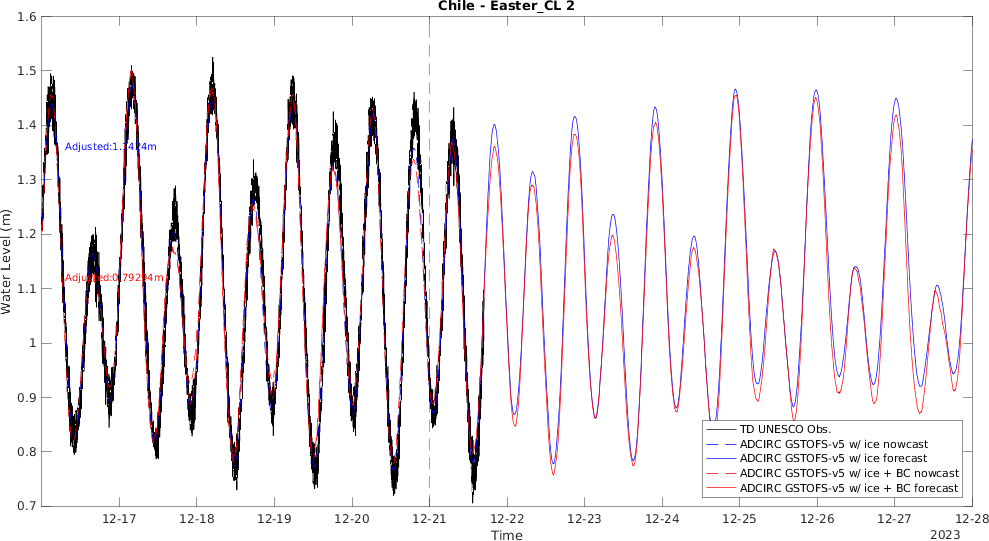 Chile - Easter_CL 2
1.6
1.5
1.4
1.3
1.2
1.1
1
0.9
0.8
0.7
Water Level (m)
Adjusted:1.1424m
Adjusted:0.79294m
TD UNESCO Obs.
ADCIRC GSTOFS-v5 w/ ice nowcast
ADCIRC GSTOFS-v5 w/ ice forecast
ADCIRC GSTOFS-v5 w/ ice + BC nowcast
ADCIRC GSTOFS-v5 w/ ice + BC forecast
12-17 12-18 12-19 12-20 12-21 12-22 12-23 12-24 12-25 12-26 12-27 12-28
Time
2023